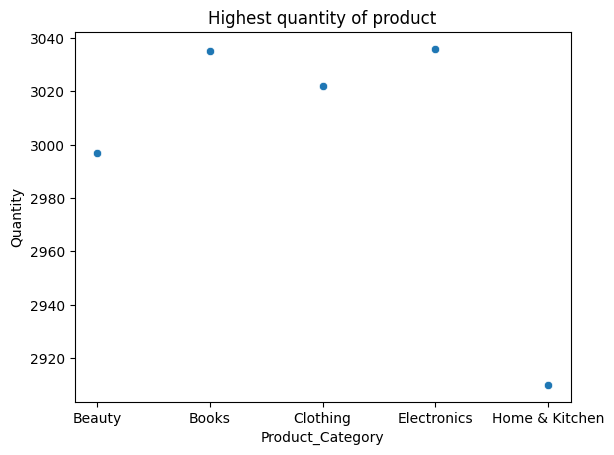 Highest quantity of product
3040
3020
3000
2980
2960
2940
2920
Quantity
Beauty Books Clothing Electronics Home & Kitchen
Product_Category